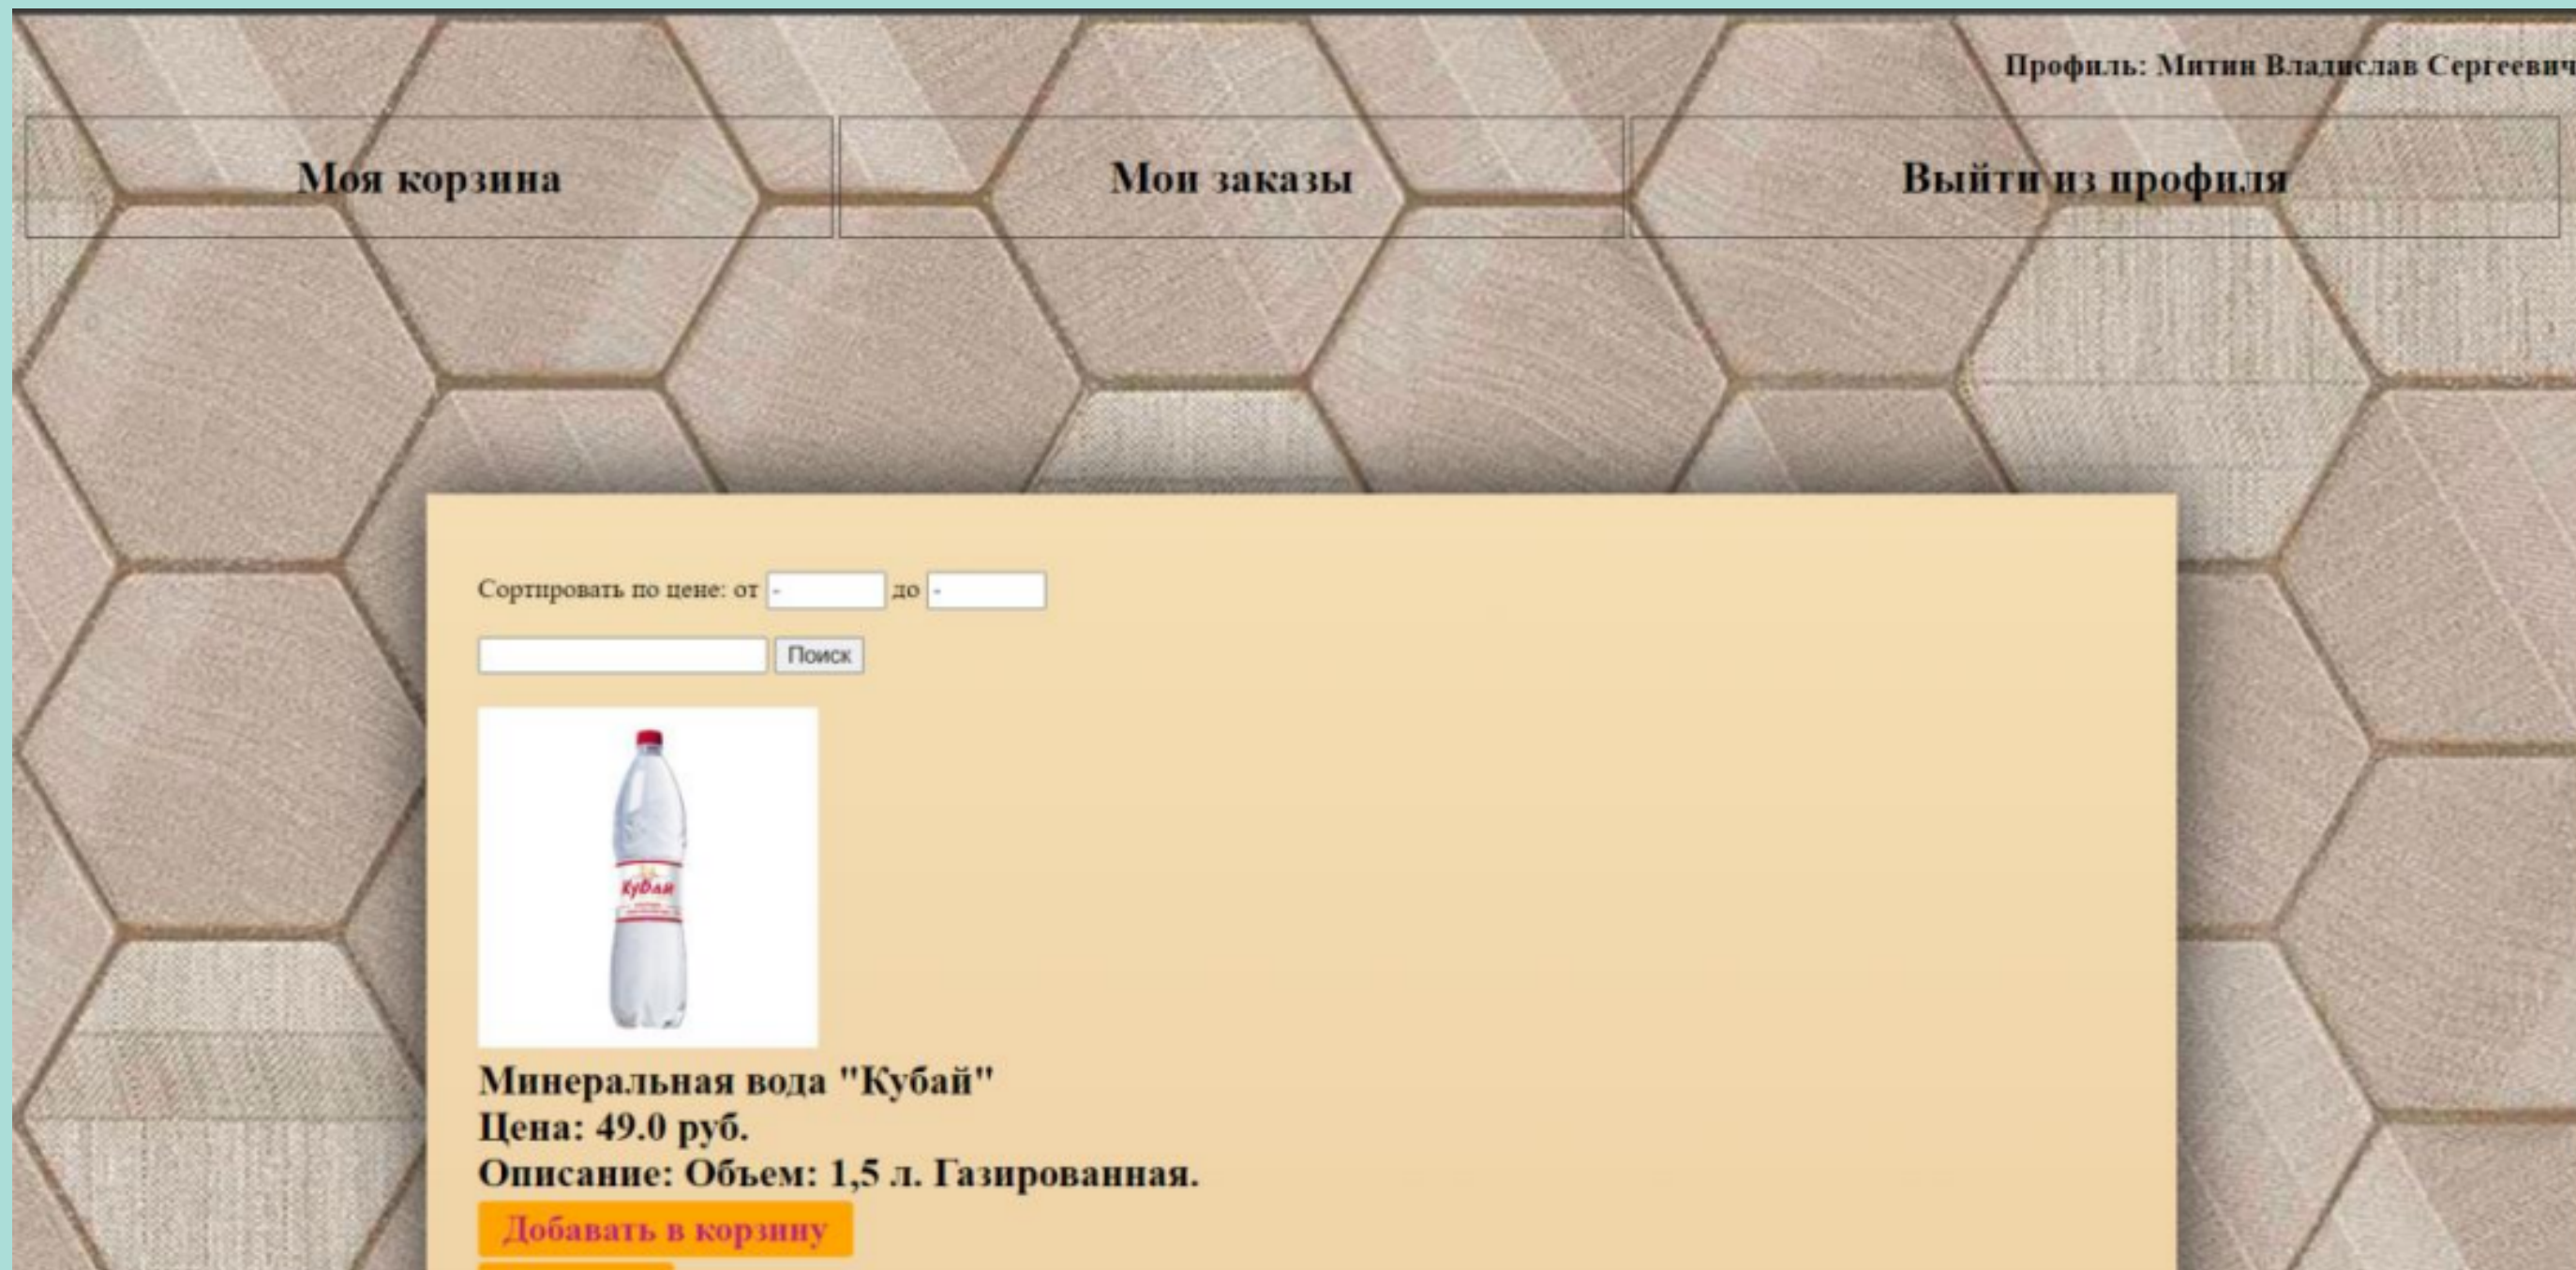 Профиль: Митин Владислав Сергеевич
Моя корзина
Мои заказы
Выйти из профиля
Сортировать по цене: от - до -
Поиск
Кубай
Минеральная вода "Кубай"
Цена: 49.0 руб.
Описание: Объем: 1,5 л. Газированная.
Добавать в корзину